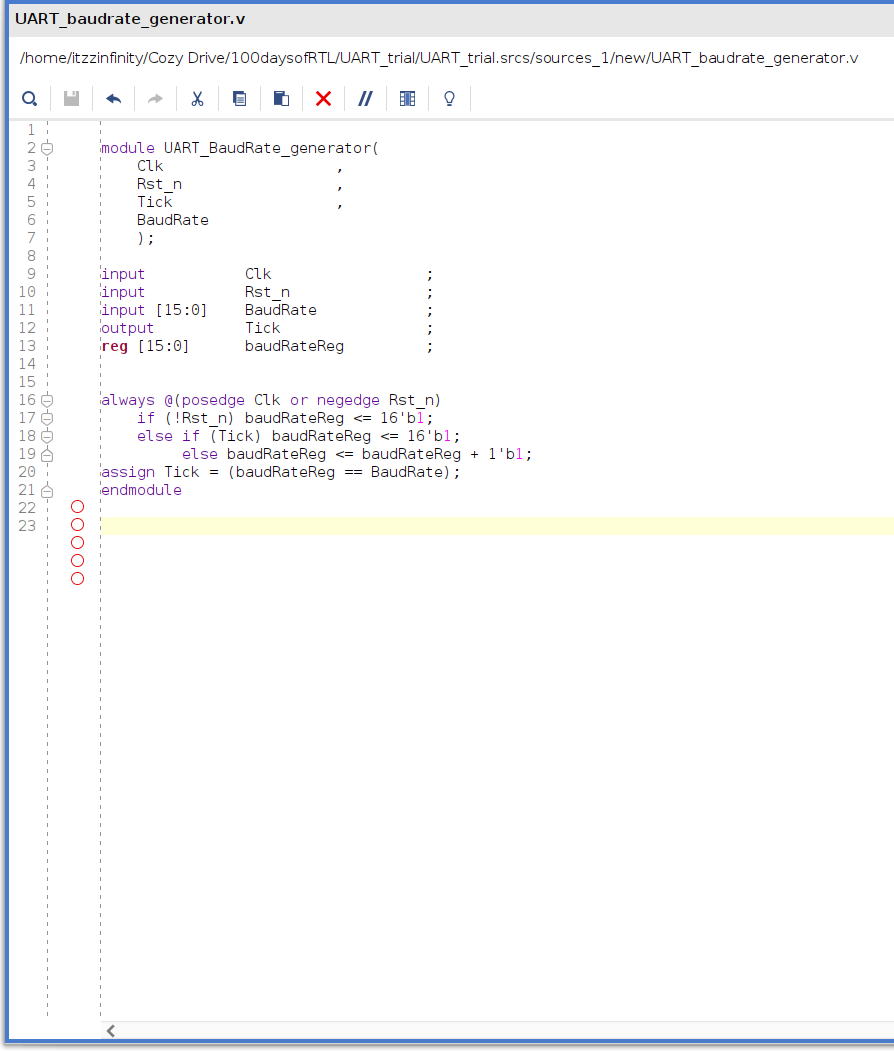 UART_baudrate_generator.v
/home/itzzinfinity/Cozy Drive/100daysofRTL/UART_trial/UART_trial.srcs/sources_1/new/UART_baudrate_generator.v
1
2 module UART_BaudRate_generator(
3 Clk ,
4 Rst_n ,
5 Tick ,
6 BaudRate
7 );
8
9 input Clk ;
10 input Rst_n ;
11 input [15:0] BaudRate ;
12 output Tick ;
13 reg [15:0] baudRateReg ;
14
15
16 always @(posedge Clk or negedge Rst_n)
17 if (!Rst_n) baudRateReg <= 16'b1;
18 else if (Tick) baudRateReg <= 16'b1;
19 else baudRateReg <= baudRateReg + 1'b1;
20 assign Tick = (baudRateReg == BaudRate);
21 endmodule
22
23